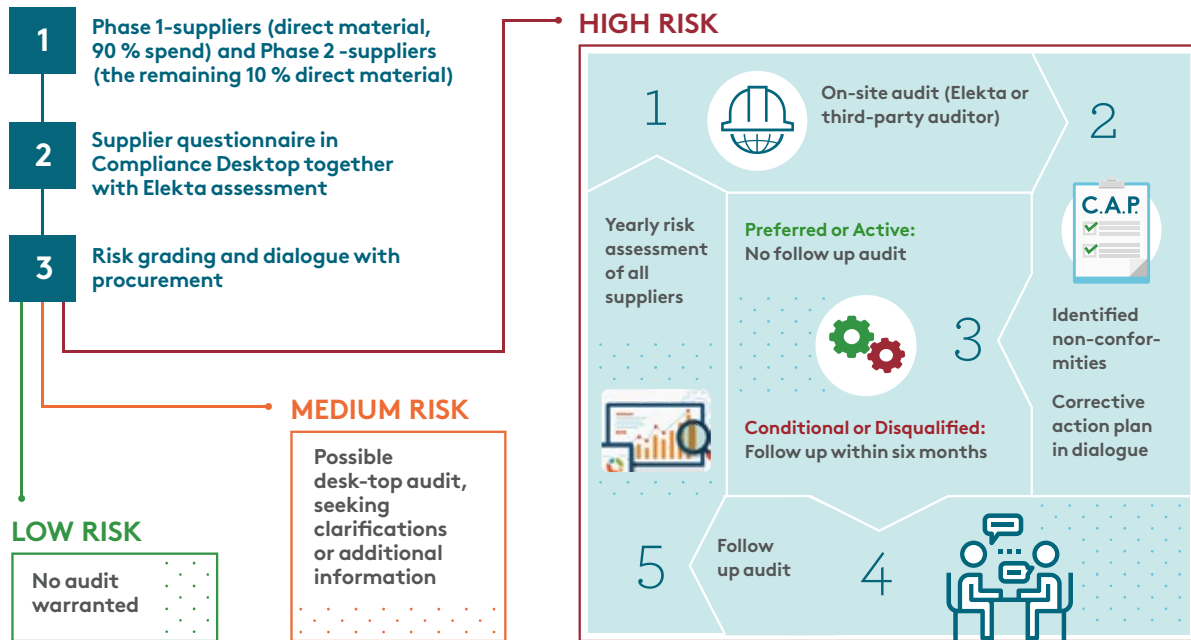 1
Phase 1-suppliers (direct material,
90 % spend) and Phase 2 -suppliers
(the remaining 10 % direct material)
2
Supplier questionnaire in
Compliance Desktop together
with Elekta assessment
3
Risk grading and dialogue with
procurement
LOW RISK
No audit
warranted
MEDIUM RISK
Possible
desk-top audit,
seeking
clarifications
or additional
information
HIGH RISK
1
On-site audit (Elekta or
third-party auditor)
2
C.A.P.
Identified
non-confor-
mities
Corrective
action plan
in dialogue
3
Preferred or Active:
No follow up audit
Conditional or Disqualified:
Follow up within six months
4
Follow
up audit
5
Yearly risk
assessment
of all
suppliers